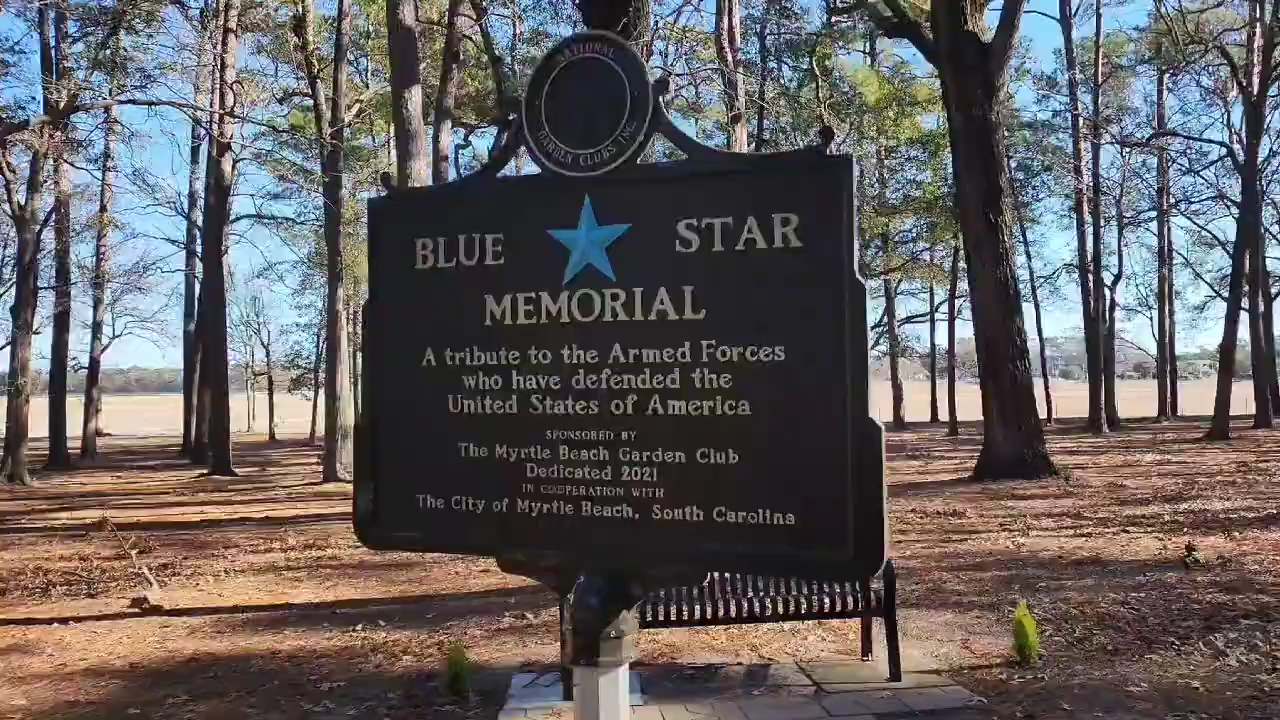 NATIONAL
GARDEN CLUBS INC.
BLUE STAR
MEMORIAL
A tribute to the Armed Forces
who have defended the
United States of America
SPONSORED BY
The Myrtle Beach Garden Club
Dedicated 2021
IN COOPERATION WITH
The City of Myrtle Beach, South Carolina